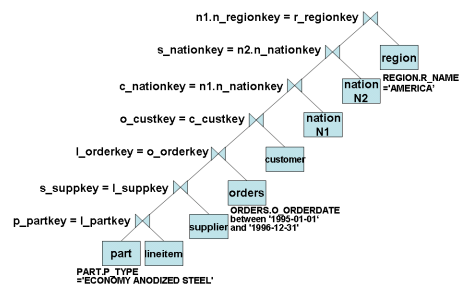 n1.n_regionkey = r_regionkey
s_nationkey = n2.n_nationkey
region
REGION.R_NAME
='AMERICA'
c_nationkey = n1.n_nationkey
nation
N2
o_custkey = c_custkey
nation
N1
l_orderkey = o_orderkey
customer
s_suppkey = l_suppkey
orders
ORDERS.O_ORDERDATE
between '1995-01-01'
and '1996-12-31'
p_partkey = l_partkey
supplier
part
lineitem
PART.P_TYPE
='ECONOMY ANODIZED STEEL'